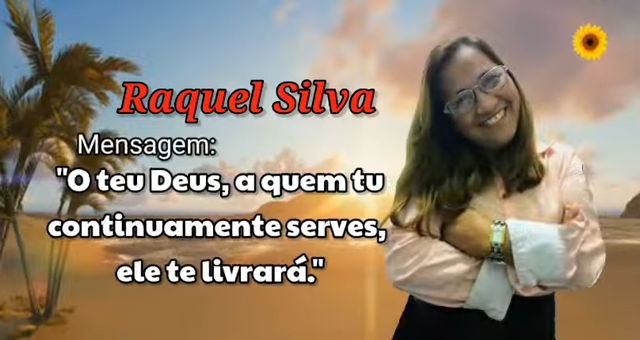 Raquel Silva
Mensagem:
"O teu Deus, a quem tu
continuamente serves,
ele te livrará."